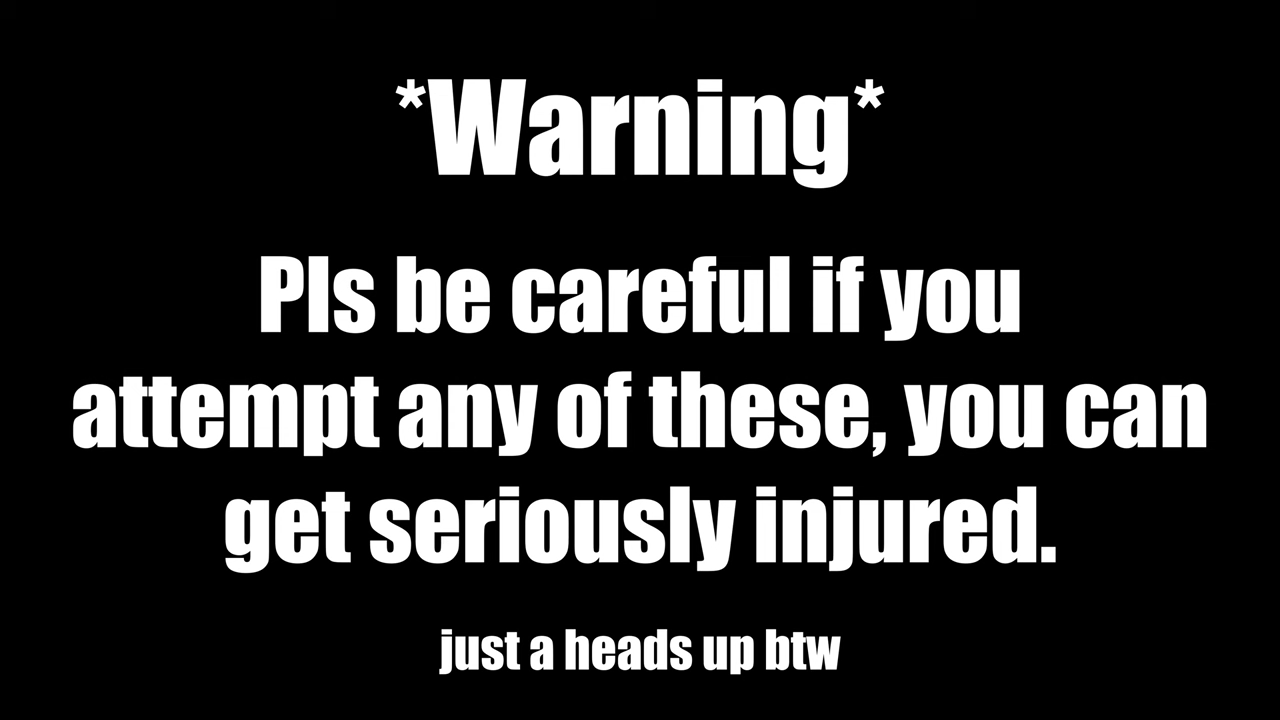 *Warning*
Pls be careful if you
attempt any of these, you can
get seriously injured.
just a heads up btw